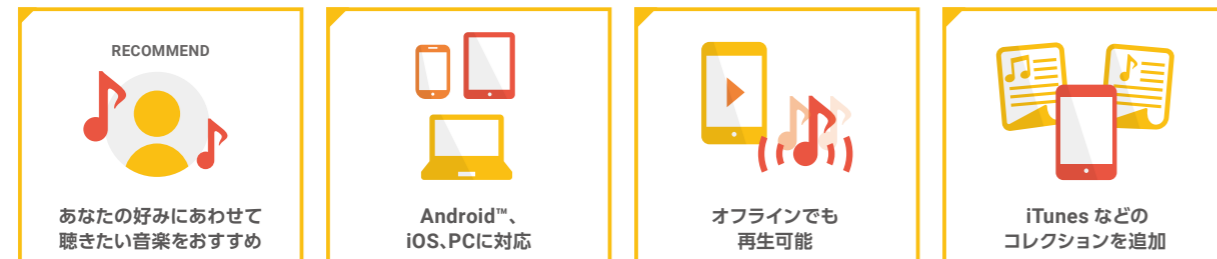 RECOMMEND
あなたの好みにあわせて
聴きたい音楽をおすすめ
Android™、
iOS、PCに対応
オフラインでも
再生可能
iTunes などの
コレクションを追加